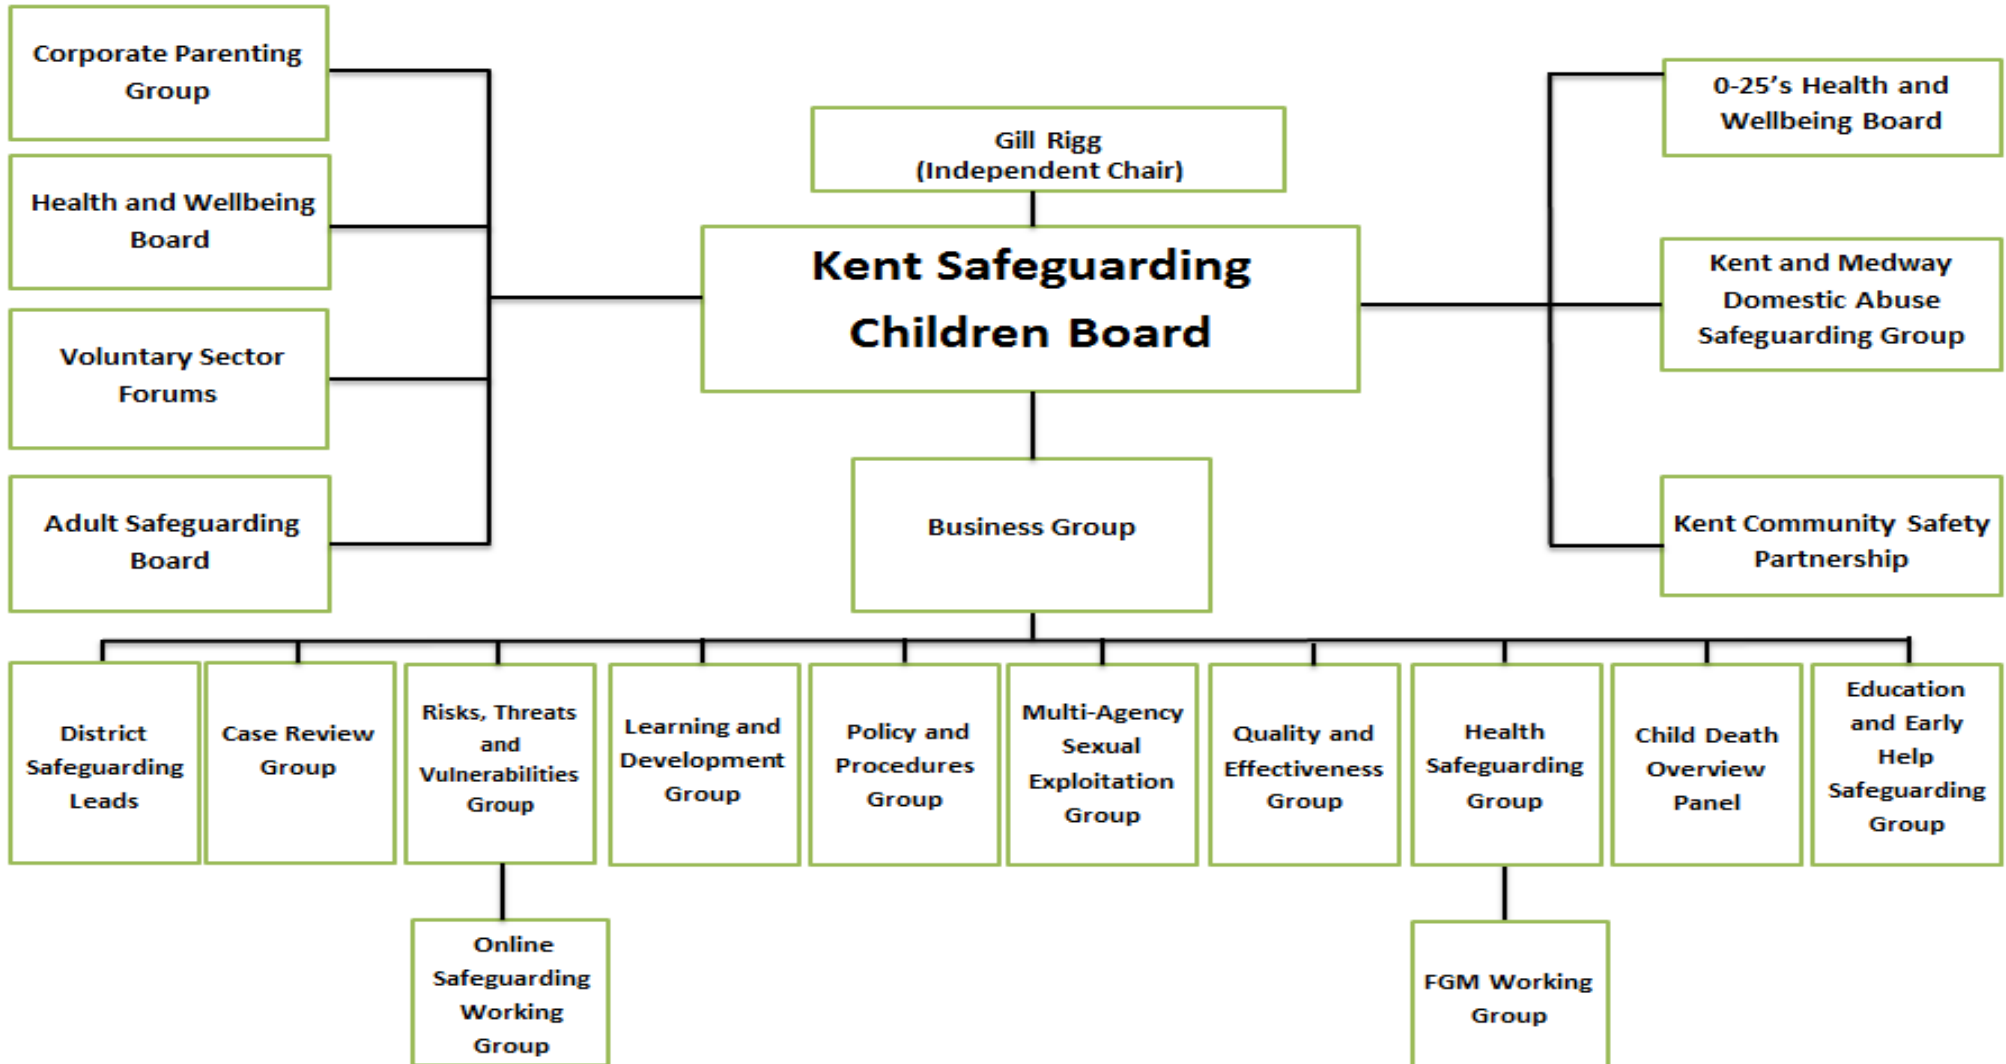 Corporate Parenting
Group
Health and Wellbeing
Board
Voluntary Sector
Forums
Adult Safeguarding
Board
Gill Rigg
(Independent Chair)
Kent Safeguarding
Children Board
Business Group
0-25’s Health and
Wellbeing Board
Kent and Medway
Domestic Abuse
Safeguarding Group
Kent Community Safety
Partnership
District
Safeguarding
Leads
Case Review
Group
Risks, Threats
and
Vulnerabilities
Group
Learning and
Development
Group
Policy and
Procedures
Group
Multi-Agency
Sexual
Exploitation
Group
Quality and
Effectiveness
Group
Health
Safeguarding
Group
Child Death
Overview
Panel
Education
and Early
Help
Safeguarding
Group
Online
Safeguarding
Working
Group
FGM Working
Group